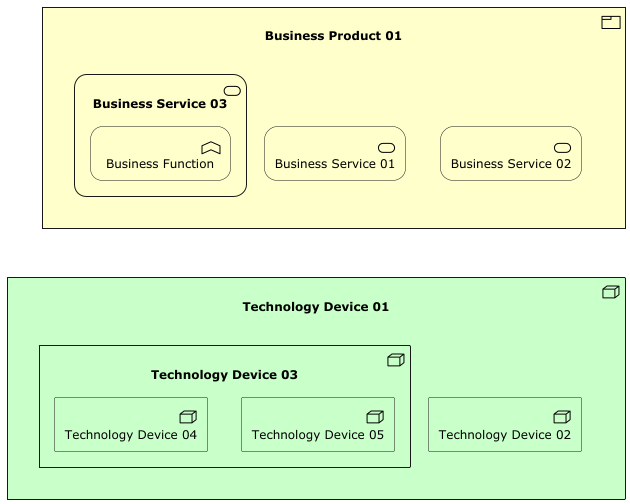 Business Product 01
Business Service 03
Business Function
Business Service 01
Business Service 02
Technology Device 01
Technology Device 03
Technology Device 04
Technology Device 05
Technology Device 02